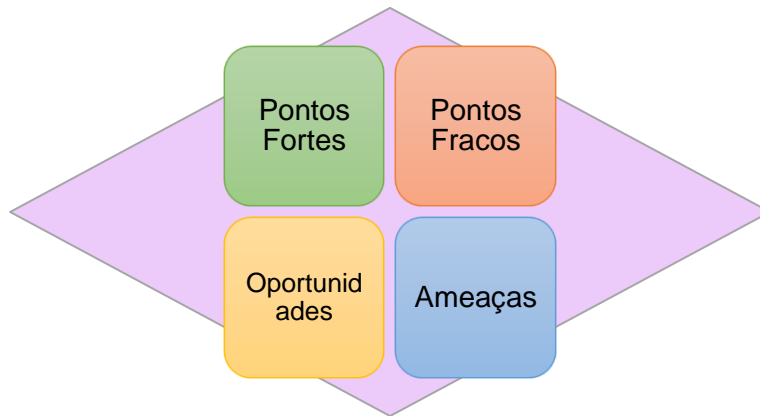 Pontos
Fortes
Pontos
Fracos
Oportunid
ades
Ameaças